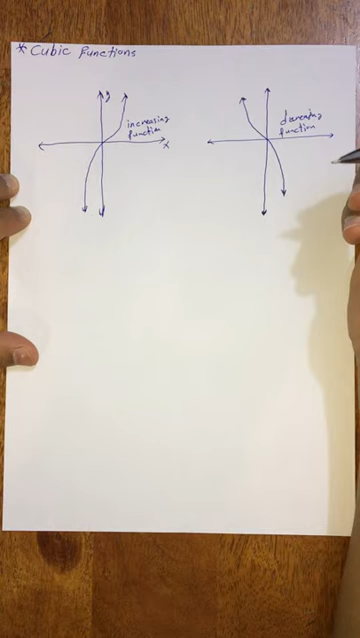 * Cubic functions
y
increasing
function
x
decreasing
function